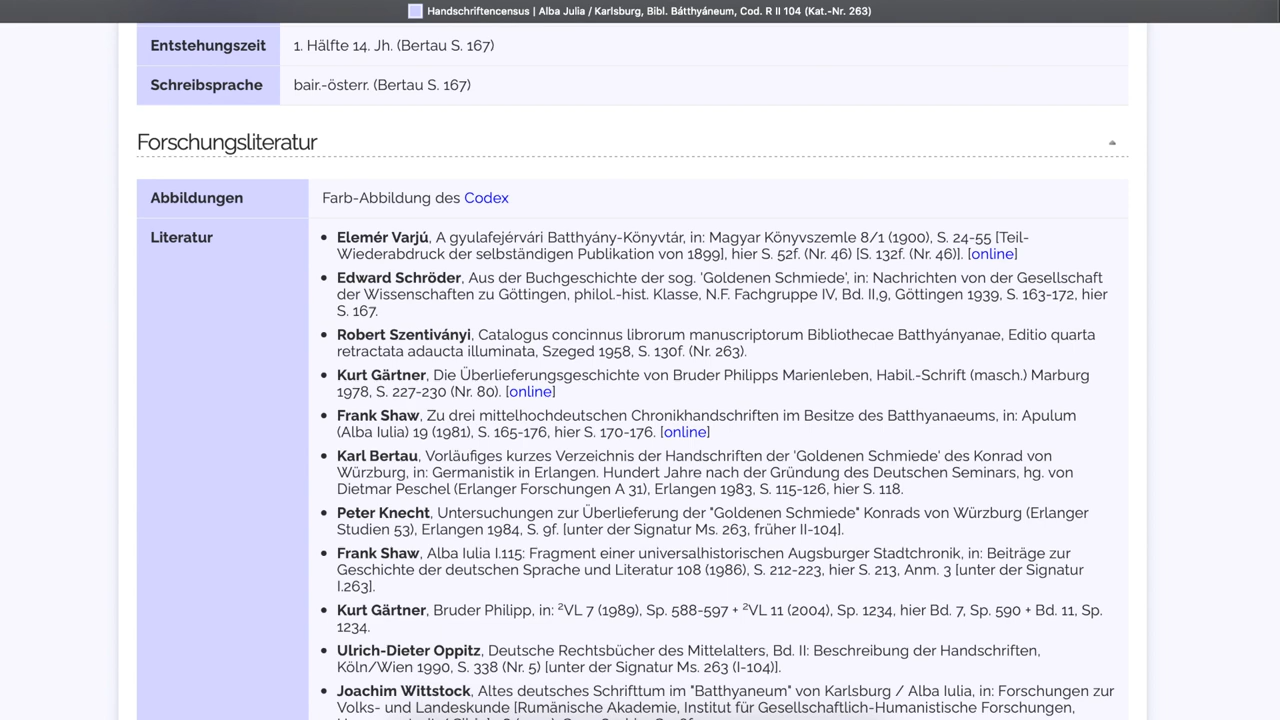 Handschriftencensus | Alba Julia / Karlsburg, Bibl. Bátthyáneum, Cod. R II 104 (Kat.-Nr. 263)
Entstehungszeit 1. Hälfte 14. Jh. (Bertau S. 167)
Schreibsprache bair.-österr. (Bertau S. 167)
Forschungsliteratur
Abbildungen Farb-Abbildung des Codex
Literatur
• Elemér Varjú, A gyulafejérvári Batthyány-Könyvtár, in: Magyar Könyvszemle 8/1 (1900), S. 24-55 [Teil-
Wiederabdruck der selbständigen Publikation von 1899], hier S. 52f. (Nr. 46) [S. 132f. (Nr. 46)]. [online]
• Edward Schröder, Aus der Buchgeschichte der sog. 'Goldenen Schmiede', in: Nachrichten von der Gesellschaft
der Wissenschaften zu Göttingen, philol.-hist. Klasse, N.F. Fachgruppe IV, Bd. II,9, Göttingen 1939, S. 163-172, hier
S. 167.
• Robert Szentiványi, Catalogus concinnus librorum manuscriptorum Bibliothecae Batthyányanae, Editio quarta
retractata adaucta illuminata, Szeged 1958, S. 130f. (Nr. 263).
• Kurt Gärtner, Die Überlieferungsgeschichte von Bruder Philipps Marienleben, Habil.-Schrift (masch.) Marburg
1978, S. 227-230 (Nr. 80). [online]
• Frank Shaw, Zu drei mittelhochdeutschen Chronikhandschriften im Besitze des Batthyanaeums, in: Apulum
(Alba Iulia) 19 (1981), S. 165-176, hier S. 170-176. [online]
• Karl Bertau, Vorläufiges kurzes Verzeichnis der Handschriften der 'Goldenen Schmiede' des Konrad von
Würzburg, in: Germanistik in Erlangen. Hundert Jahre nach der Gründung des Deutschen Seminars, hg. von
Dietmar Peschel (Erlanger Forschungen A 31), Erlangen 1983, S. 115-126, hier S. 118.
• Peter Knecht, Untersuchungen zur Überlieferung der "Goldenen Schmiede" Konrads von Würzburg (Erlanger
Studien 53), Erlangen 1984, S. 9f. [unter der Signatur Ms. 263, früher II-104].
• Frank Shaw, Alba Iulia I.115: Fragment einer universalhistorischen Augsburger Stadtchronik, in: Beiträge zur
Geschichte der deutschen Sprache und Literatur 108 (1986), S. 212-223, hier S. 213, Anm. 3 [unter der Signatur
I.263].
• Kurt Gärtner, Bruder Philipp, in: ²VL 7 (1989), Sp. 588-597 + ²VL 11 (2004), Sp. 1234, hier Bd. 7, Sp. 590 + Bd. 11, Sp.
1234.
• Ulrich-Dieter Oppitz, Deutsche Rechtsbücher des Mittelalters, Bd. II: Beschreibung der Handschriften,
Köln/Wien 1990, S. 338 (Nr. 5) [unter der Signatur Ms. 263 (I-104)].
• Joachim Wittstock, Altes deutsches Schrifttum im "Batthyaneum" von Karlsburg / Alba Iulia, in: Forschungen zur
Volks- und Landeskunde [Rumänische Akademie, Institut für Gesellschaftlich-Humanistische Forschungen,